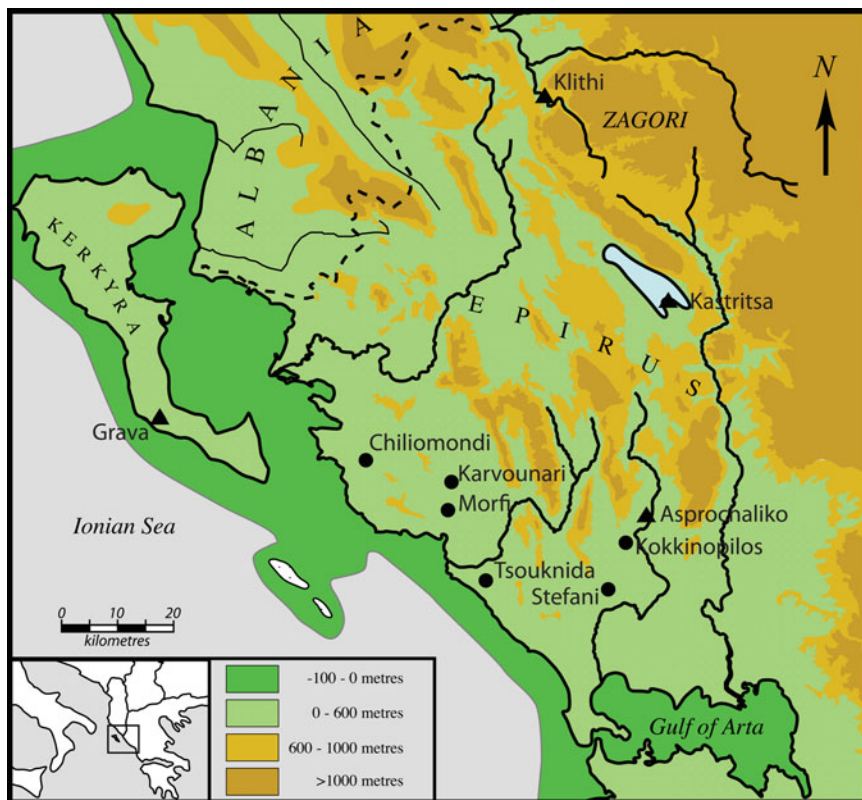 ALBANIA
Klithi
ZAGORI
N
KERKYRA
Kastritsa
EPIRUS
Grava
Chiliomondi
Karvounari
Morfi
Asprochaliko
Kokkinopilos
Ionian Sea
Tsouknida
Stefani
0 10 20
kilometres
-100 - 0 metres
0 - 600 metres
600 - 1000 metres
>1000 metres
Gulf of Arta